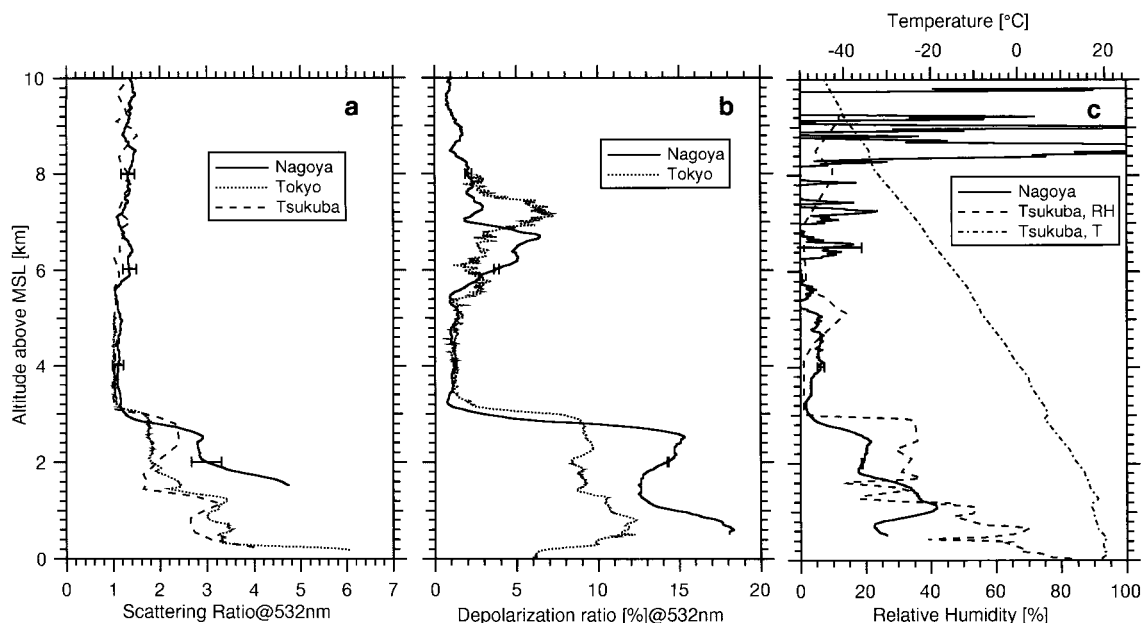 Temperature [°C]
-40 -20 0 20
10
8
6
4
2
0
Altitude above MSL [km]
a
Nagoya
Tokyo
Tsukuba
0 1 2 3 4 5 6 7
Scattering Ratio@532nm
b
Nagoya
Tokyo
0 5 10 15 20
Depolarization ratio [%]@532nm
c
Nagoya
Tsukuba, RH
Tsukuba, T
0 20 40 60 80 100
Relative Humidity [%]